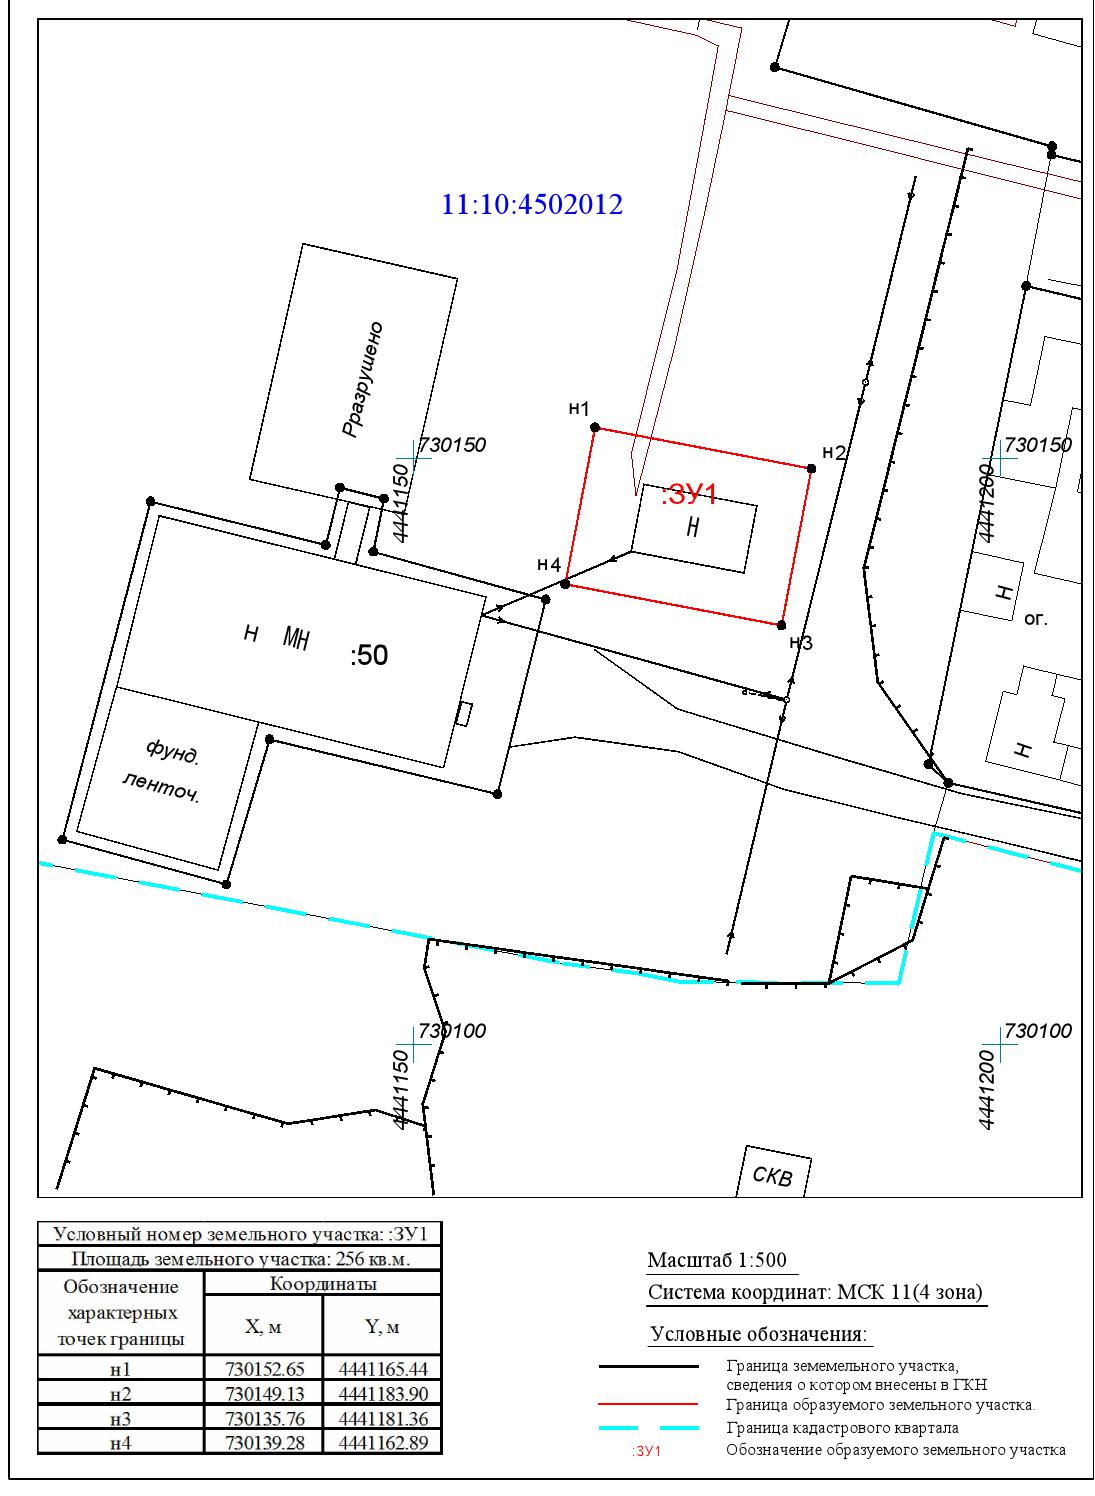 11:10:4502012
Рразрушено
н1
730150
4441150
н2
730150
4441200
:ЗУ1
Н
н4
Н
ог.
н МН :50
н3
Н
фунд.
ленточ.
730100
4441150
730100
4441200
СКВ
Условный номер земельного участка: :ЗУ1
Площадь земельного участка: 256 кв.м.
Обозначение характерных точек границы
Координаты
X, м Y, м
н1 730152.65 4441165.44
н2 730149.13 4441183.90
н3 730135.76 4441181.36
н4 730139.28 4441162.89
Масштаб 1:500
Система координат: МСК 11(4 зона)
Условные обозначения:
Границаземемельного участка,
сведения о котором внесены в ГКН
Граница образуемого земельного участка.
Граница кадастрового квартала
:ЗУ1 Обозначение образуемого земельного участка